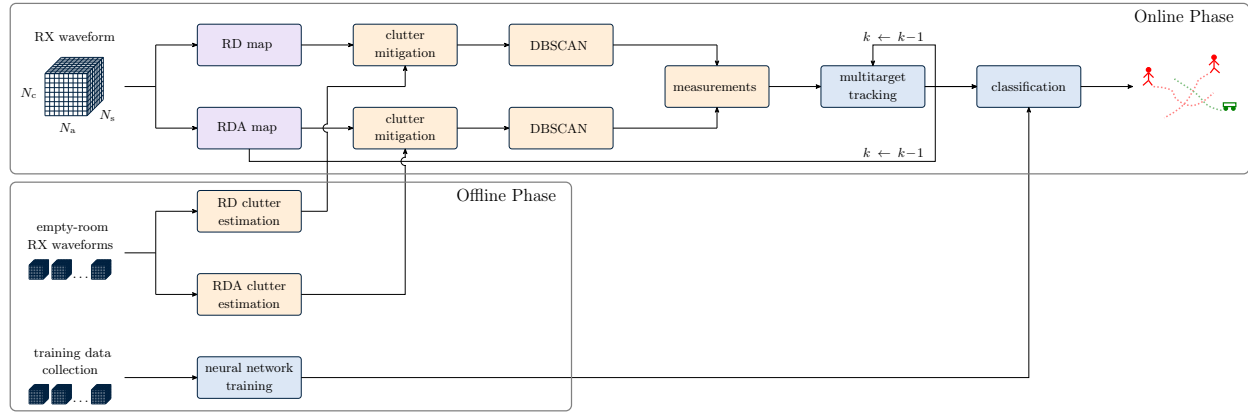 Online Phase
RX waveform
N_c
N_a
N_s
RD map
clutter
mitigation
DBSCAN
RDA map
clutter
mitigation
DBSCAN
measurements
k ← k−1
multitarget
tracking
k ← k−1
classification
Offline Phase
empty-room
RX waveforms
...
RD clutter
estimation
RDA clutter
estimation
training data
collection
...
neural network
training